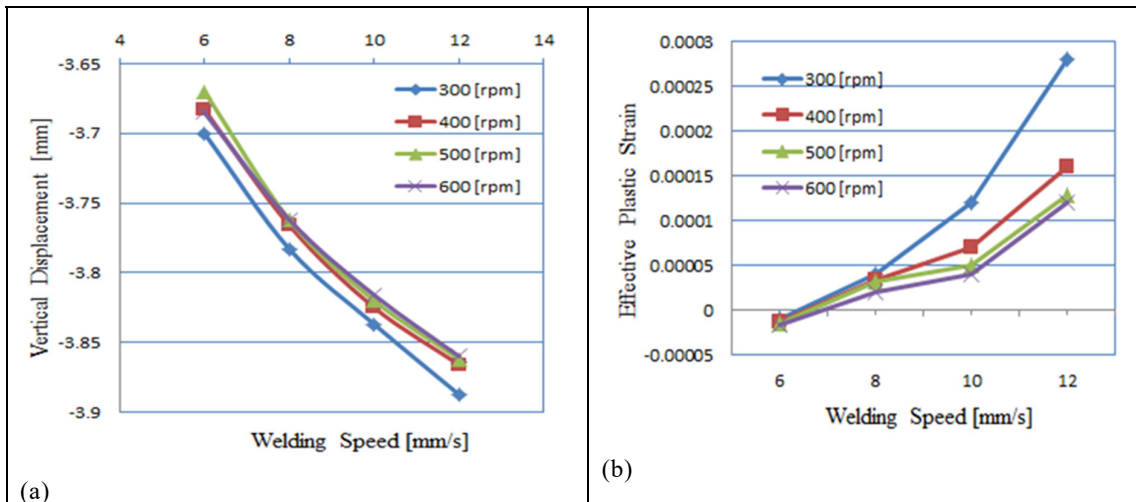 4 6 8 10 12 14
-3.65
-3.7
-3.75
-3.8
-3.85
-3.9
Vertical Displacement [mm]
300 [rpm]
400 [rpm]
500 [rpm]
600 [rpm]
Welding Speed [mm/s]
(a)
0.0003
0.00025
0.0002
0.00015
0.0001
0.00005
0
-0.00005
Effective Plastic Strain
300 [rpm]
400 [rpm]
500 [rpm]
600 [rpm]
6 8 10 12
Welding Speed [mm/s]
(b)